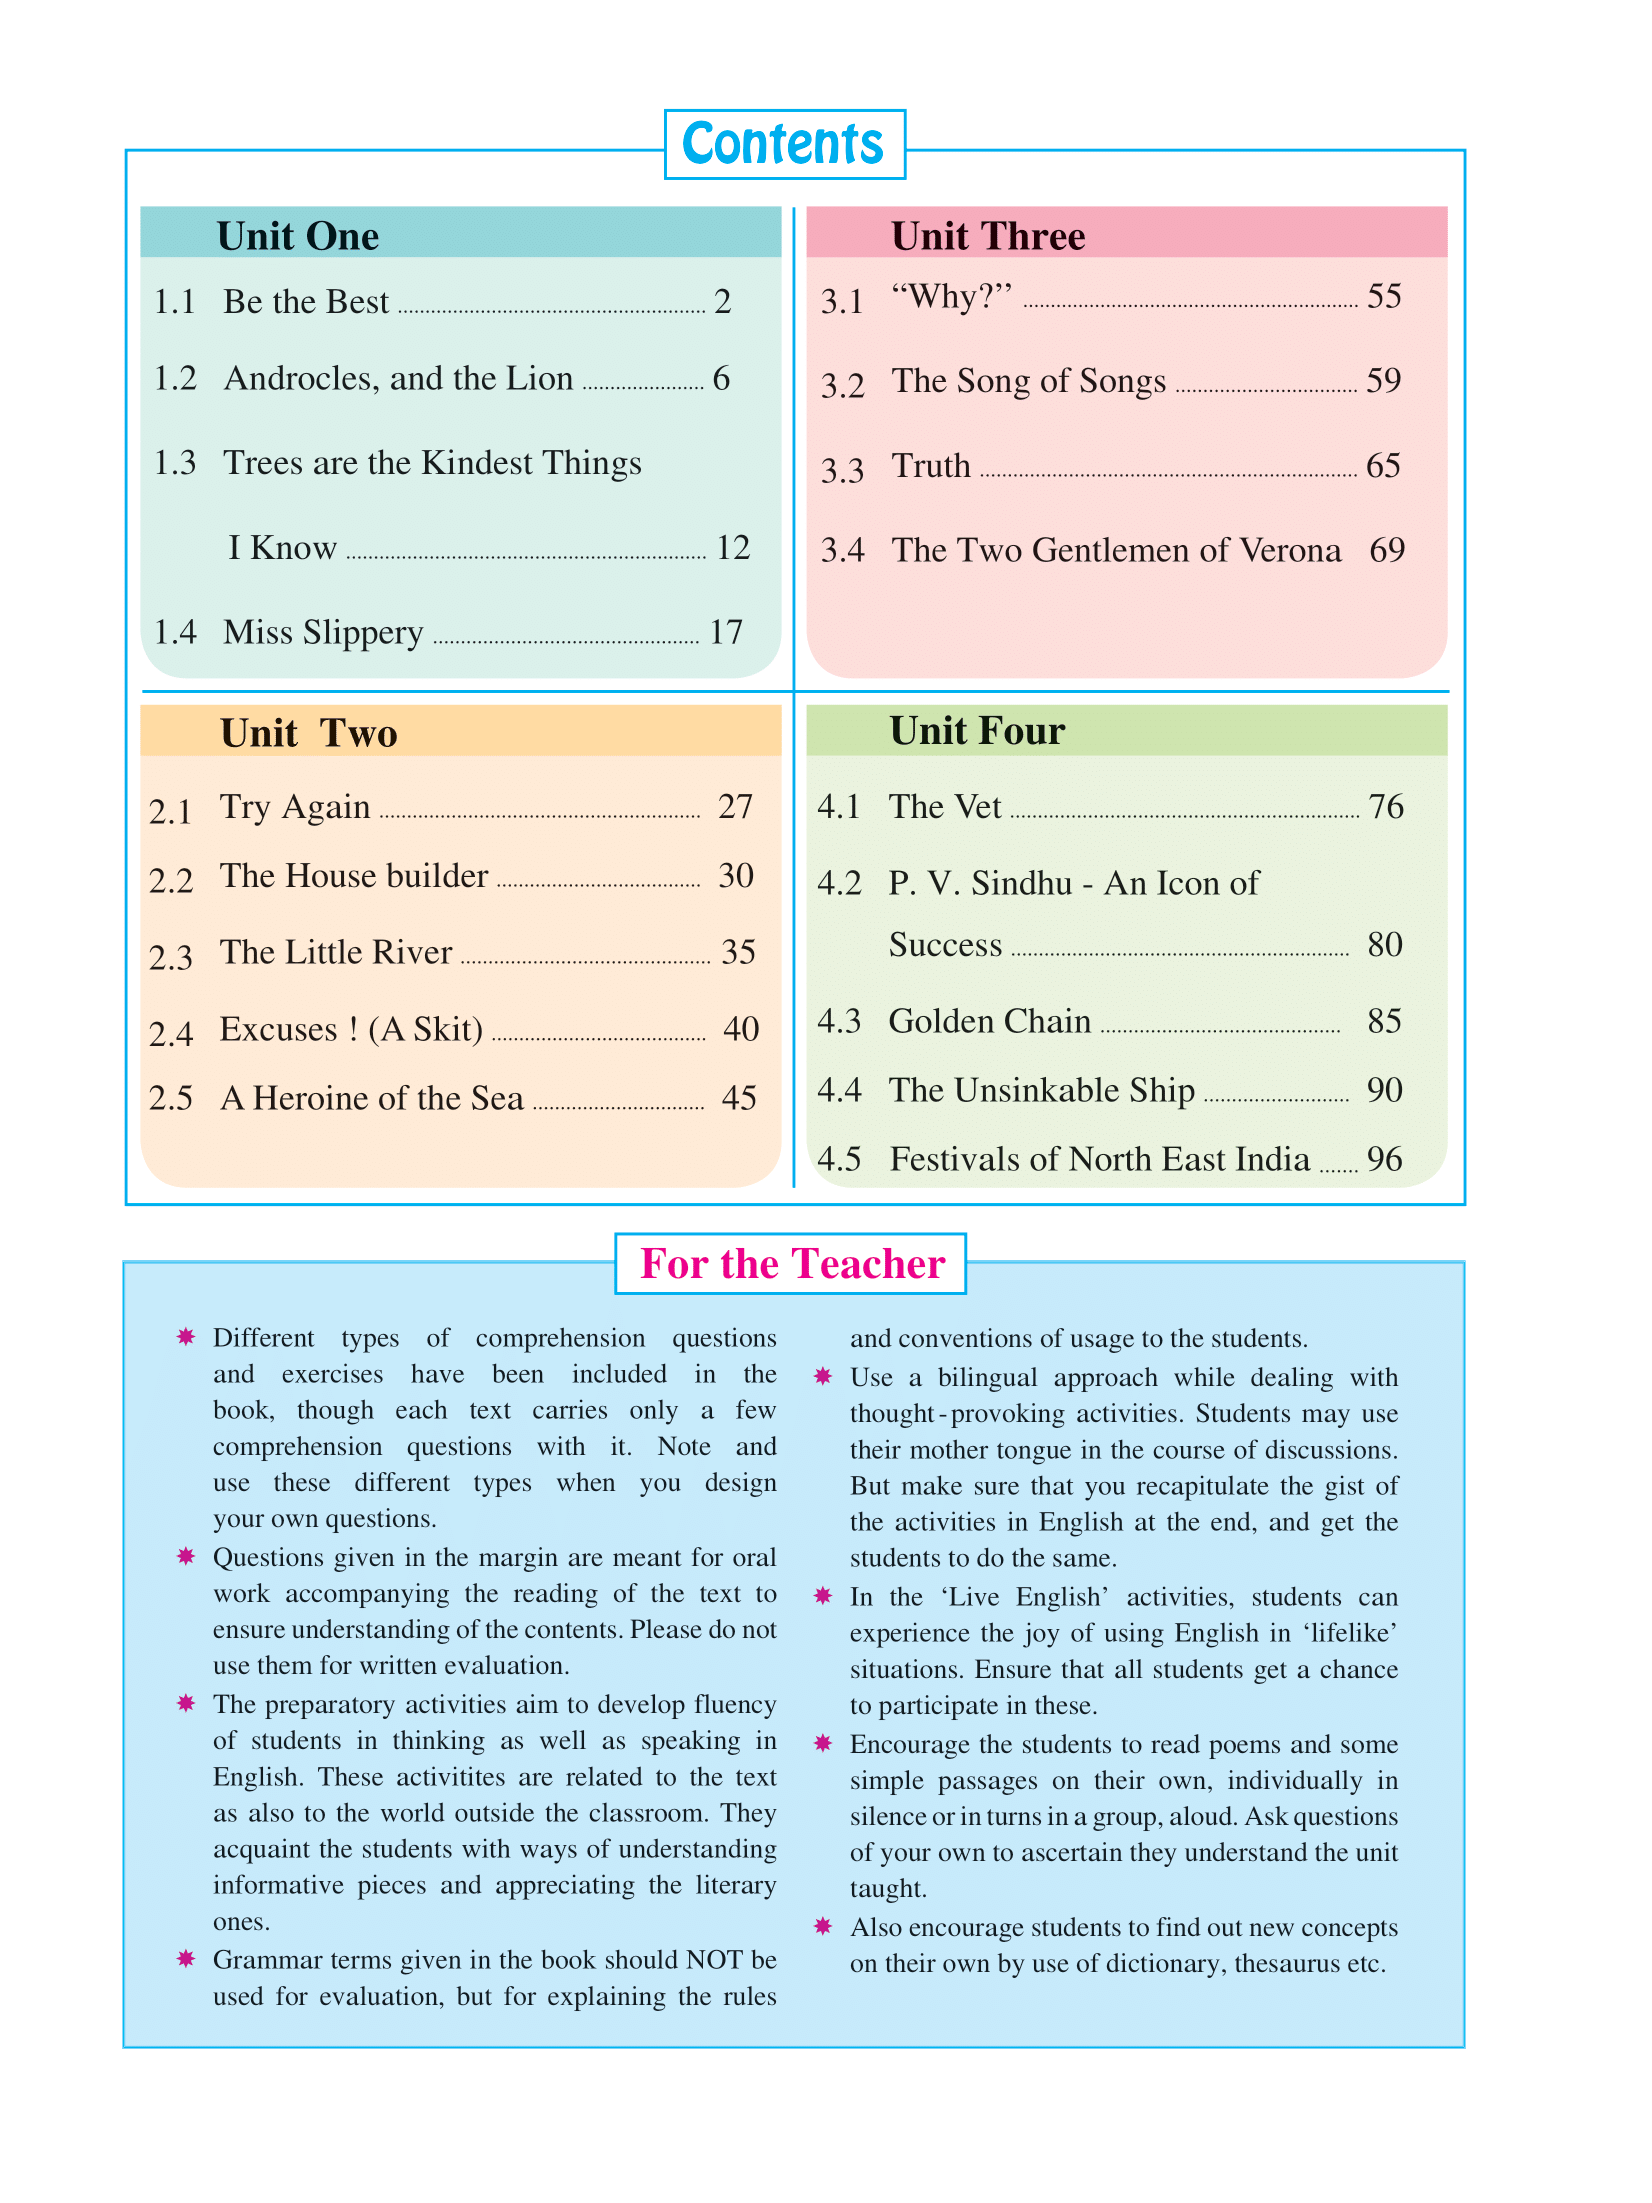 Contents
Unit One
1.1 Be the Best ........................................................ 2
1.2 Androcles, and the Lion ...................... 6
1.3 Trees are the Kindest Things
I Know ................................................................. 12
1.4 Miss Slippery ................................................ 17
Unit Two
2.1 Try Again .......................................................... 27
2.2 The House builder ..................................... 30
2.3 The Little River ............................................. 35
2.4 Excuses ! (A Skit) ....................................... 40
2.5 A Heroine of the Sea ............................... 45
Unit Three
3.1 “Why?’’ ............................................................ 55
3.2 The Song of Songs ................................. 59
3.3 Truth .................................................................... 65
3.4 The Two Gentlemen of Verona 69
Unit Four
4.1 The Vet ............................................................... 76
4.2 P. V. Sindhu - An Icon of
Success ............................................................. 80
4.3 Golden Chain ........................................... 85
4.4 The Unsinkable Ship .......................... 90
4.5 Festivals of North East India ....... 96
For the Teacher
Different types of comprehension questions
and exercises have been included in the
book, though each text carries only a few
comprehension questions with it. Note and
use these different types when you design
your own questions.
Questions given in the margin are meant for oral
work accompanying the reading of the text to
ensure understanding of the contents. Please do not
use them for written evaluation.
The preparatory activities aim to develop fluency
of students in thinking as well as speaking in
English. These activitites are related to the text
as also to the world outside the classroom. They
acquaint the students with ways of understanding
informative pieces and appreciating the literary
ones.
Grammar terms given in the book should NOT be
used for evaluation, but for explaining the rules
and conventions of usage to the students.
Use a bilingual approach while dealing with
thought-provoking activities. Students may use
their mother tongue in the course of discussions.
But make sure that you recapitulate the gist of
the activities in English at the end, and get the
students to do the same.
In the ‘Live English’ activities, students can
experience the joy of using English in ‘lifelike’
situations. Ensure that all students get a chance
to participate in these.
Encourage the students to read poems and some
simple passages on their own, individually in
silence or in turns in a group, aloud. Ask questions
of your own to ascertain they understand the unit
taught.
Also encourage students to find out new concepts
on their own by use of dictionary, thesaurus etc.